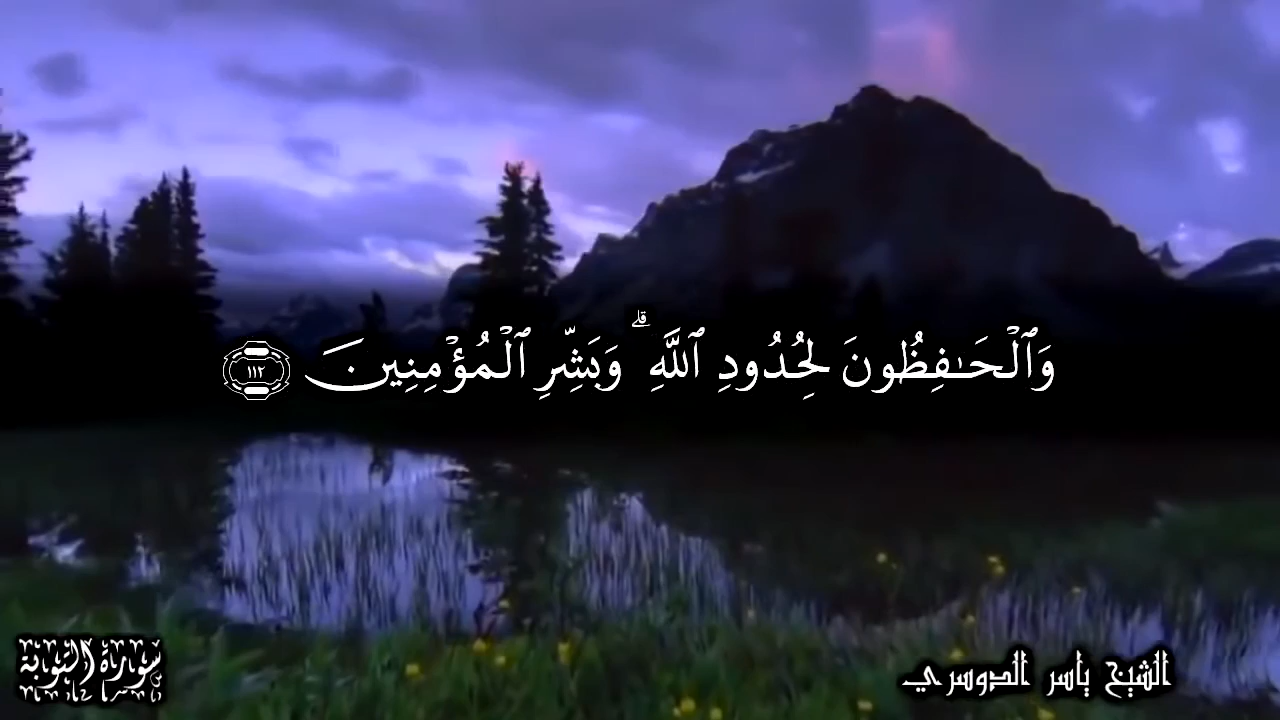 وَٱلْحَـٰفِظُونَ لِحُدُودِ ٱللَّهِ ۗ وَبَشِّرِ ٱلْمُؤْمِنِينَ ١١٢
سورة التوبة
الشيخ ياسر الدوسري